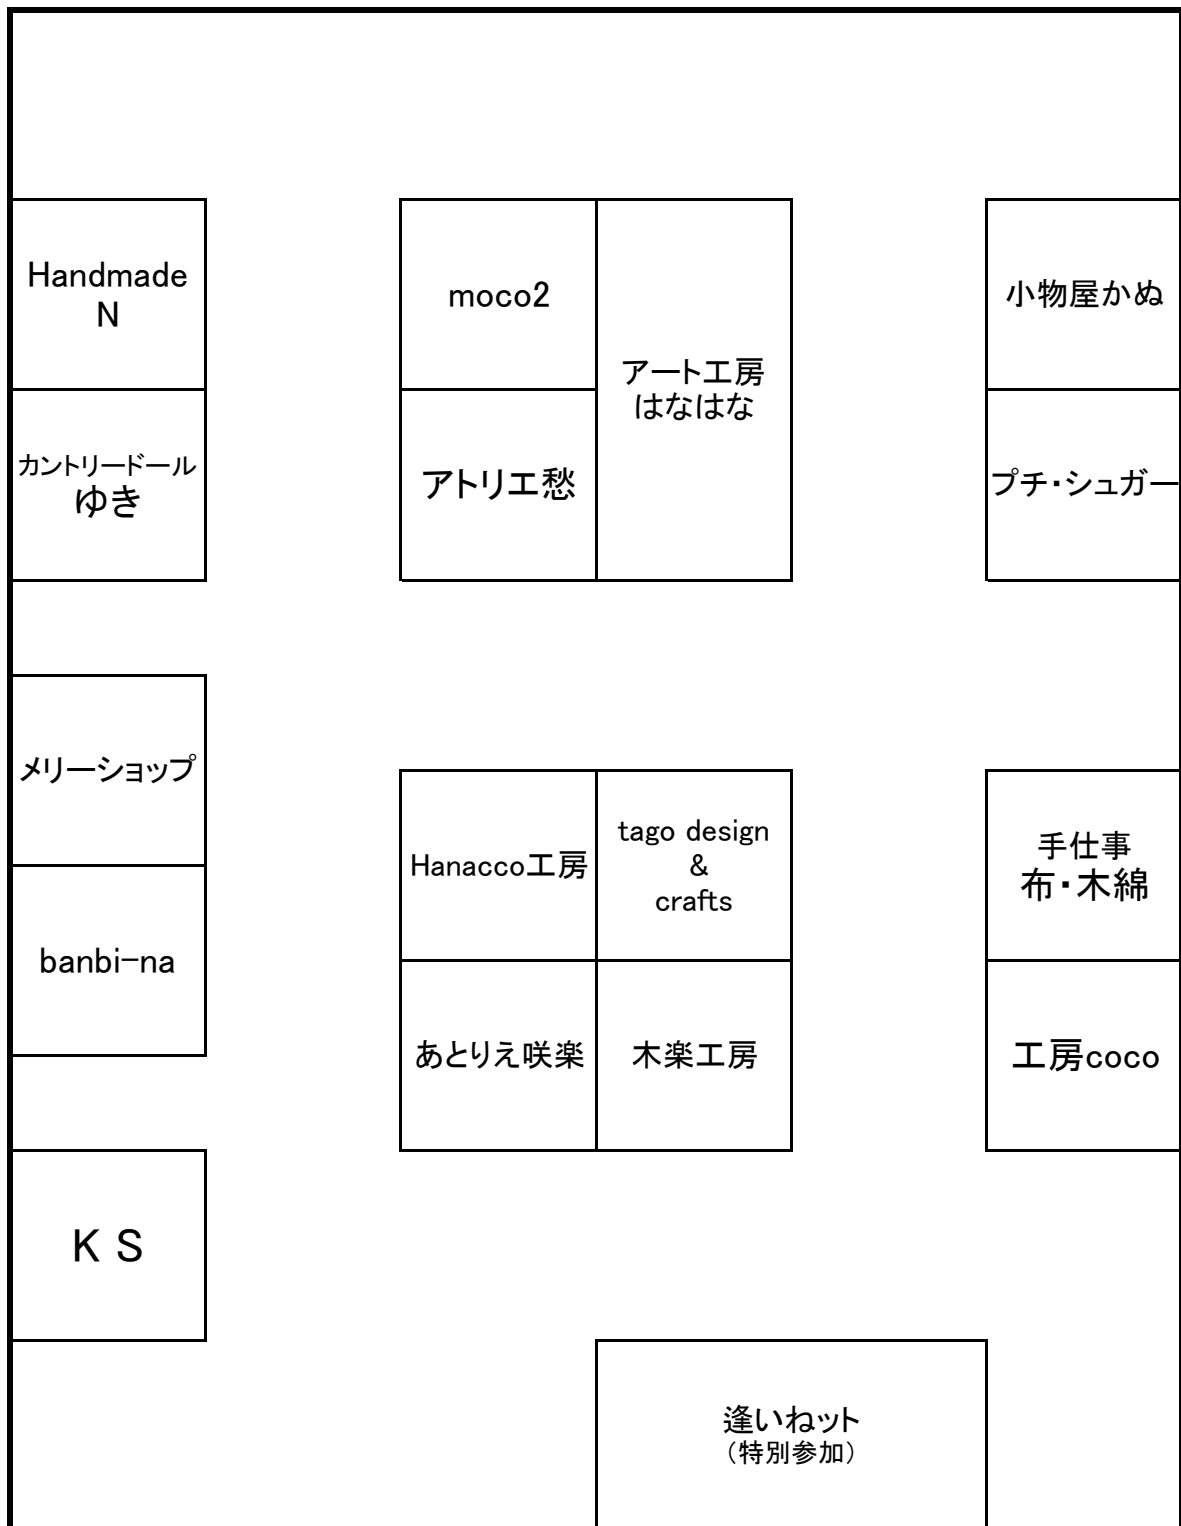 Handmade
N
moco2
アート工房
はなはな
小物屋かぬ
カントリードール
ゆき
アトリエ愁
プチ・シュガー
メリーショップ
Hanacco工房
tago design
&
crafts
手仕事
布・木綿
banbi-na
あとりえ咲楽
木楽工房
工房coco
K S
逢いねット
（特別参加）